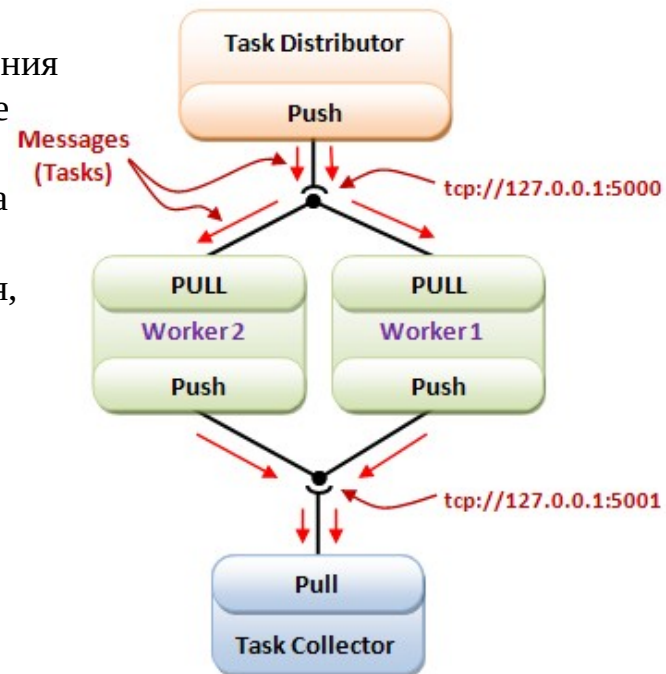 ния
е
а
я,
Task Distributor
Push
Messages
(Tasks)
tcp://127.0.0.1:5000
PULL
Worker 2
Push
PULL
Worker 1
Push
tcp://127.0.0.1:5001
Pull
Task Collector